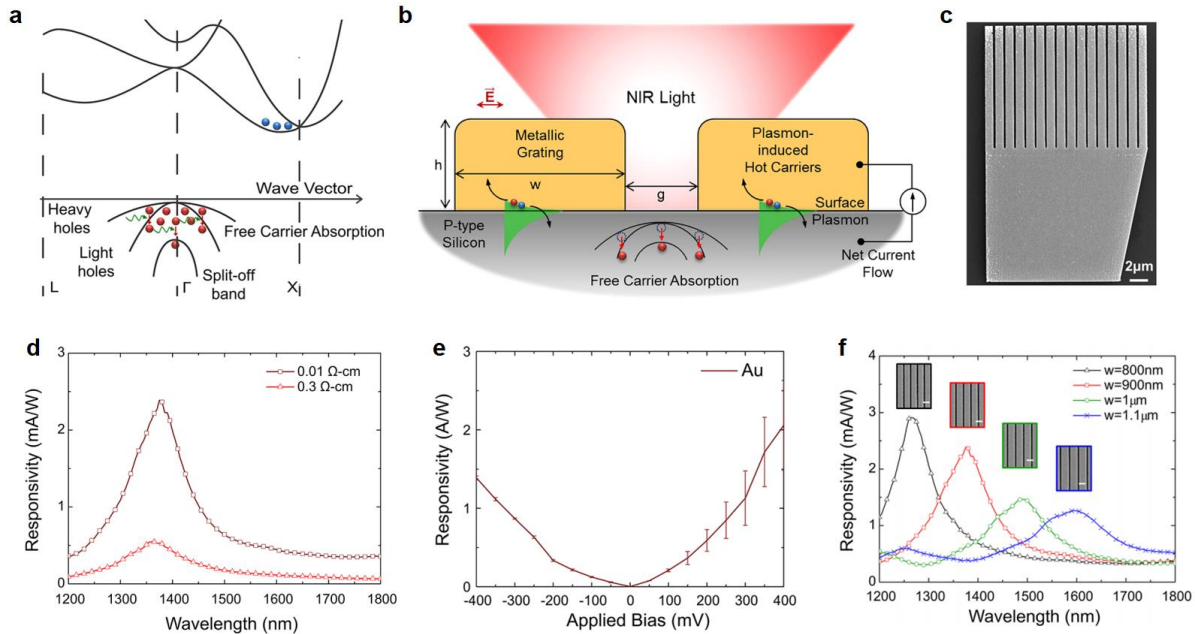 a
Wave Vector
Heavy
holes
Free Carrier Absorption
Light
holes
Split-off
band
L
Γ
X
b
E
NIR Light
Metallic
Grating
Plasmon-
induced
Hot Carriers
h
w
g
Surface
Plasmon
P-type
Silicon
Free Carrier Absorption
Net Current
Flow
c
2μm
d
Responsivity (mA/W)
3
2
1
0
0.01 Ω-cm
0.3 Ω-cm
1200 1300 1400 1500 1600 1700 1800
Wavelength (nm)
e
Responsivity (A/W)
3
2
1
0
Au
-400 -300 -200 -100 0 100 200 300 400
Applied Bias (mV)
f
Responsivity (mA/W)
4
3
2
1
0
w=800nm
w=900nm
w=1μm
w=1.1μm
1200 1300 1400 1500 1600 1700 1800
Wavelength (nm)